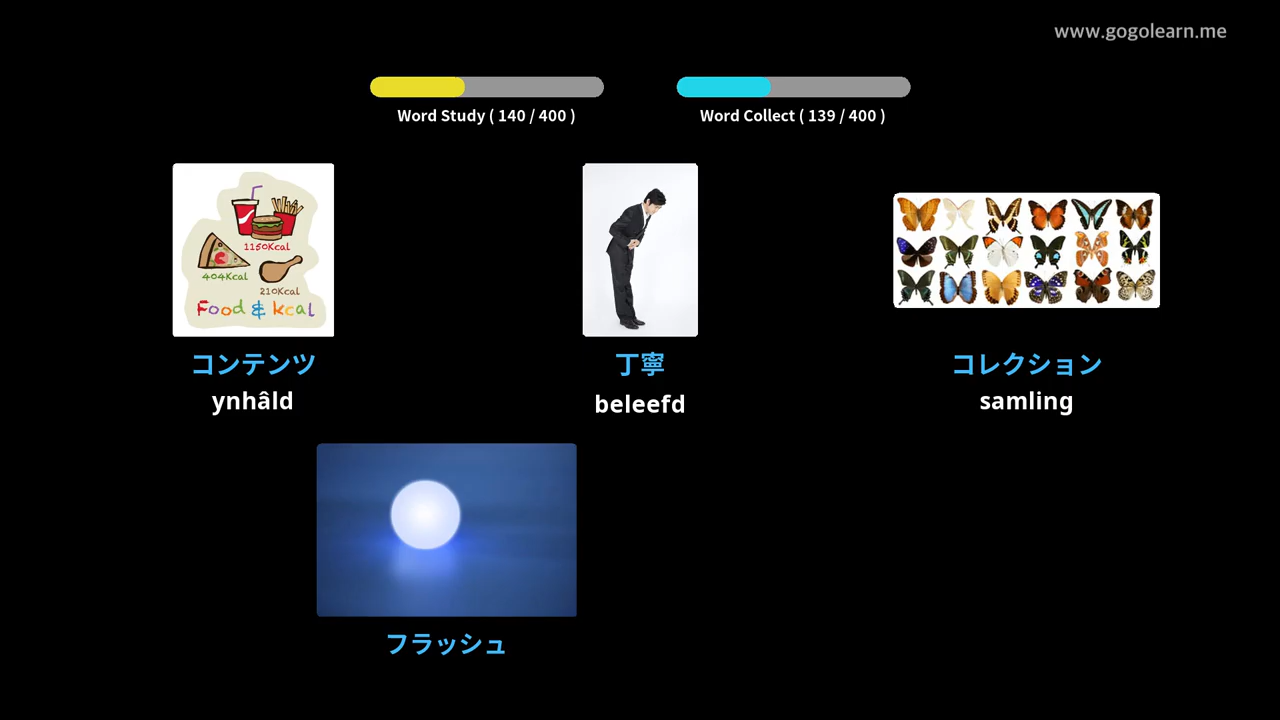 www.gogolearn.me
Word Study ( 140 / 400 )
Word Collect ( 139 / 400 )
1150Kcal
404Kcal
210Kcal
Food & kcal
コンテンツ
丁寧
コレクション
ynhâld
beleefd
samling
フラッシュ